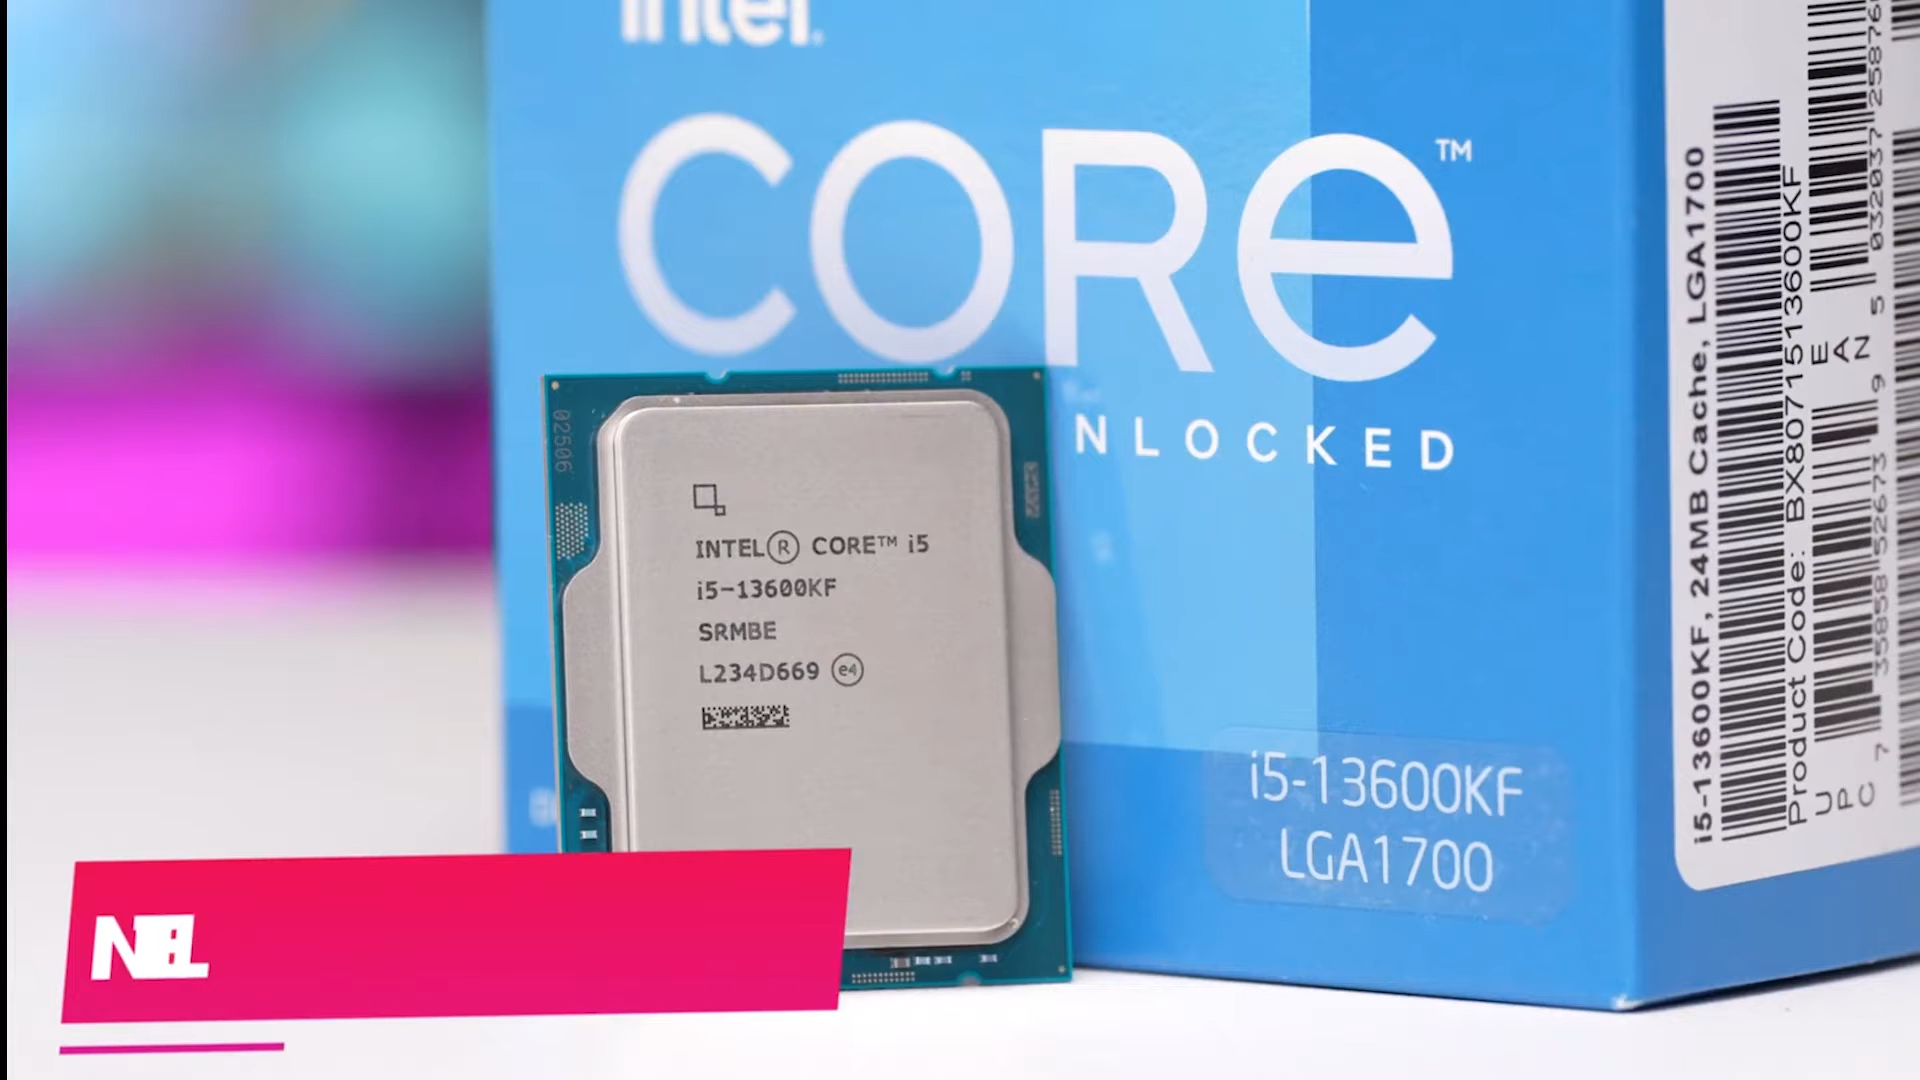 intel.
CORE™
NLOCKED
02506
INTEL® CORE™ i5
i5-13600KF
SRMBE
L234D669 e4
i5-13600KF
LGA1700
i5-13600KF, 24MB Cache, LGA1700
Product Code: BX8071513600KF
EAN
UPC